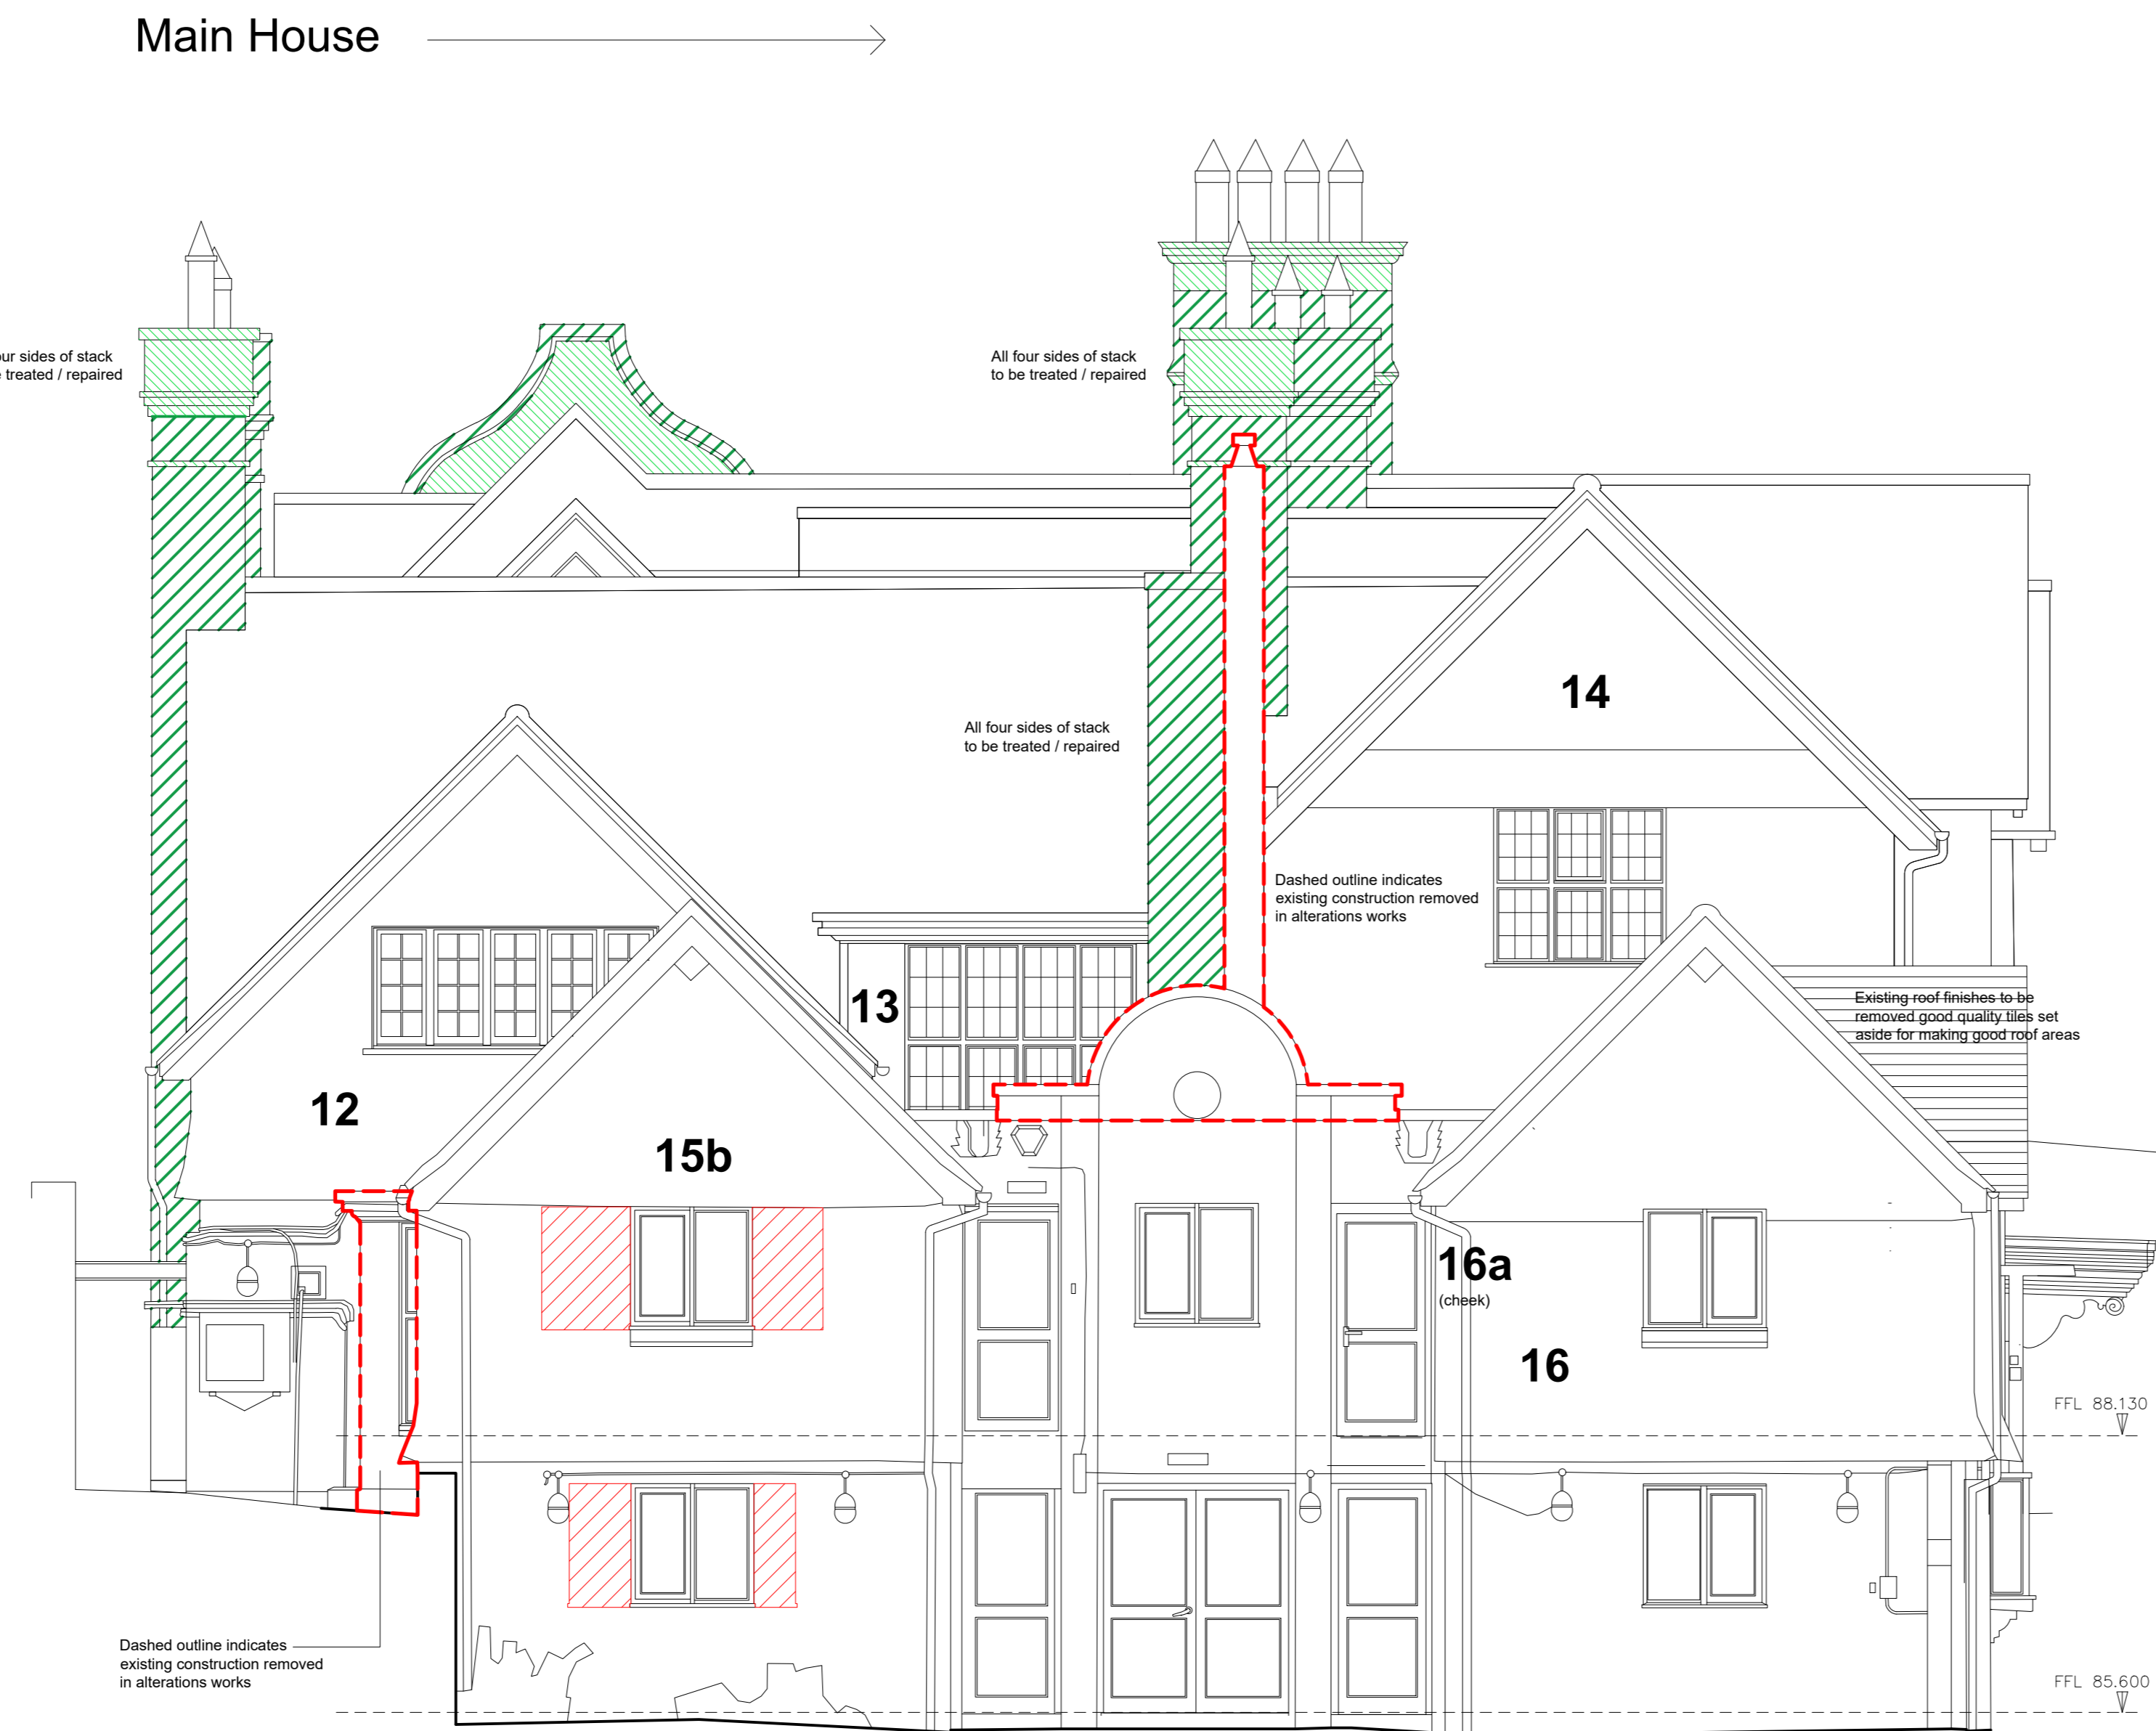 Main House
our sides of stack
treated / repaired
All four sides of stack
to be treated / repaired
All four sides of stack
to be treated / repaired
14
Dashed outline indicates
existing construction removed
in alterations works
13
Existing roof finishes to be
removed good quality tiles set
aside for making good roof areas
12
15b
16a
(cheek)
16
FFL 88.130
Dashed outline indicates
existing construction removed
in alterations works
FFL 85.600